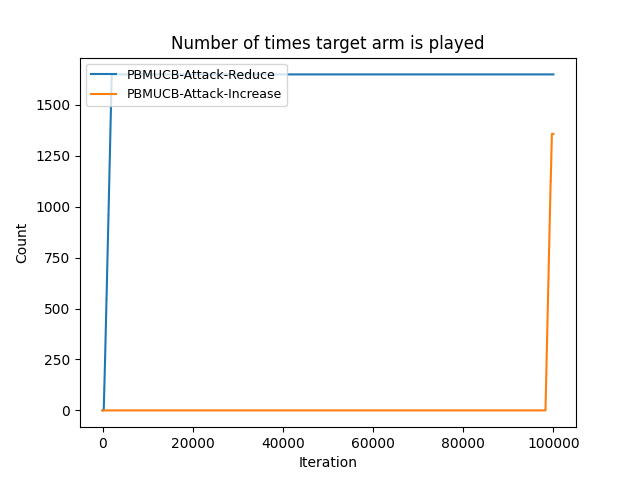 Number of times target arm is played
PBMUCB-Attack-Reduce
PBMUCB-Attack-Increase
1500
1250
1000
750
500
250
0
Count
0 20000 40000 60000 80000 100000
Iteration